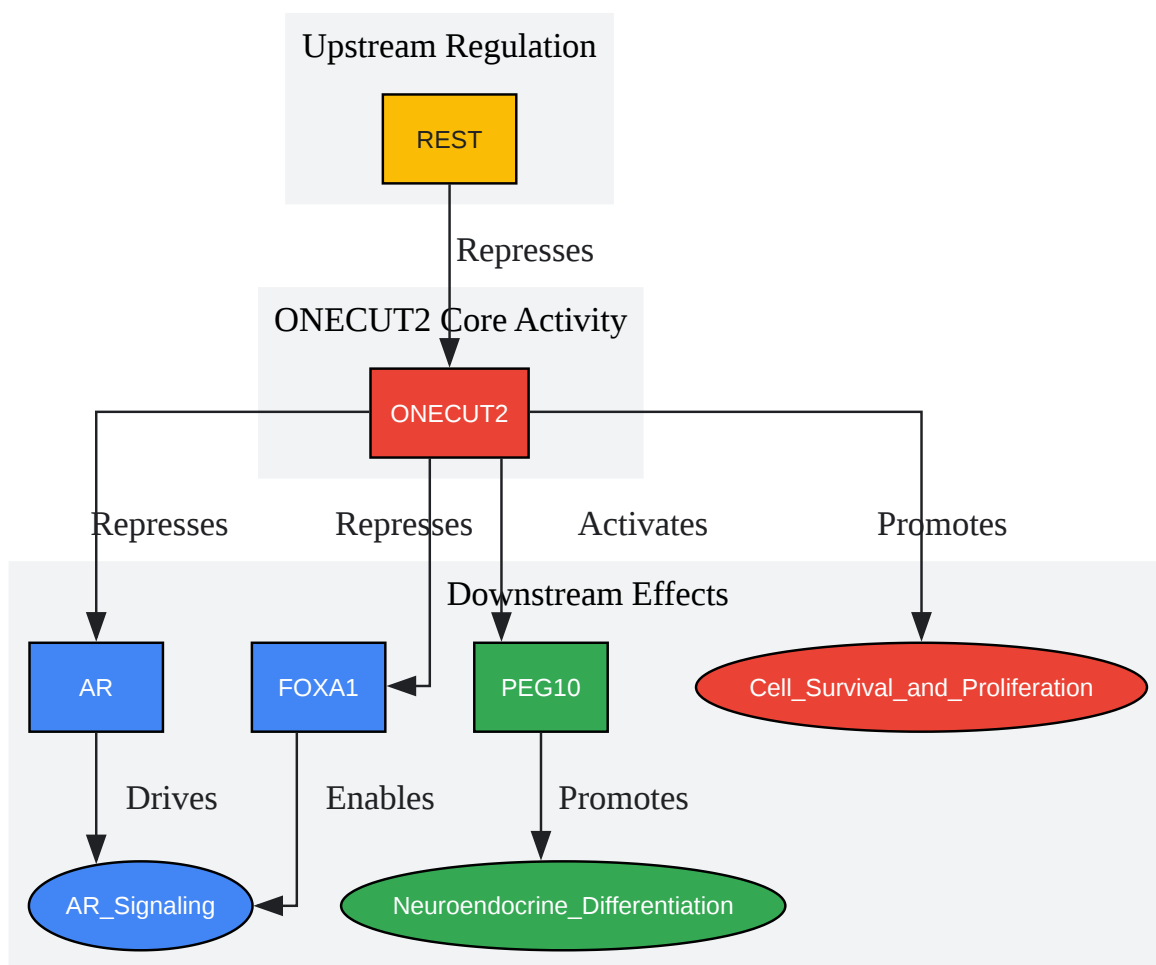 Upstream Regulation
REST
Represses
ONECUT2 Core Activity
ONECUT2
Represses
Represses
Activates
Promotes
Downstream Effects
AR
FOXA1
PEG10
Cell_Survival_and_Proliferation
Drives
Enables
Promotes
AR_Signaling
Neuroendocrine_Differentiation